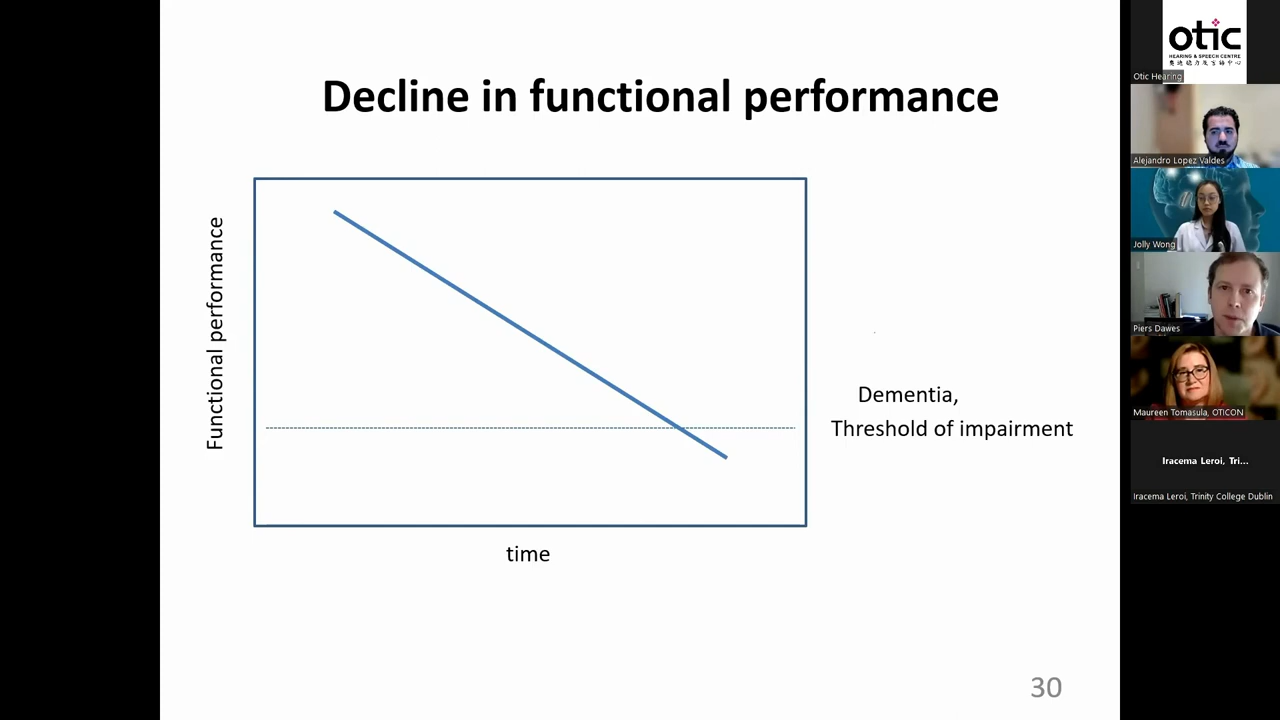 Decline in functional performance
Functional performance
Dementia,
Threshold of impairment
time
30
otic
HEARING & SPEECH CENTRE
Otic Hearing
Alejandro Lopez Valdes
Jolly Wong
Piers Dawes
Maureen Tomasula, OTICON
Iracema Leroi, Tri...
Iracema Leroi, Trinity College Dublin